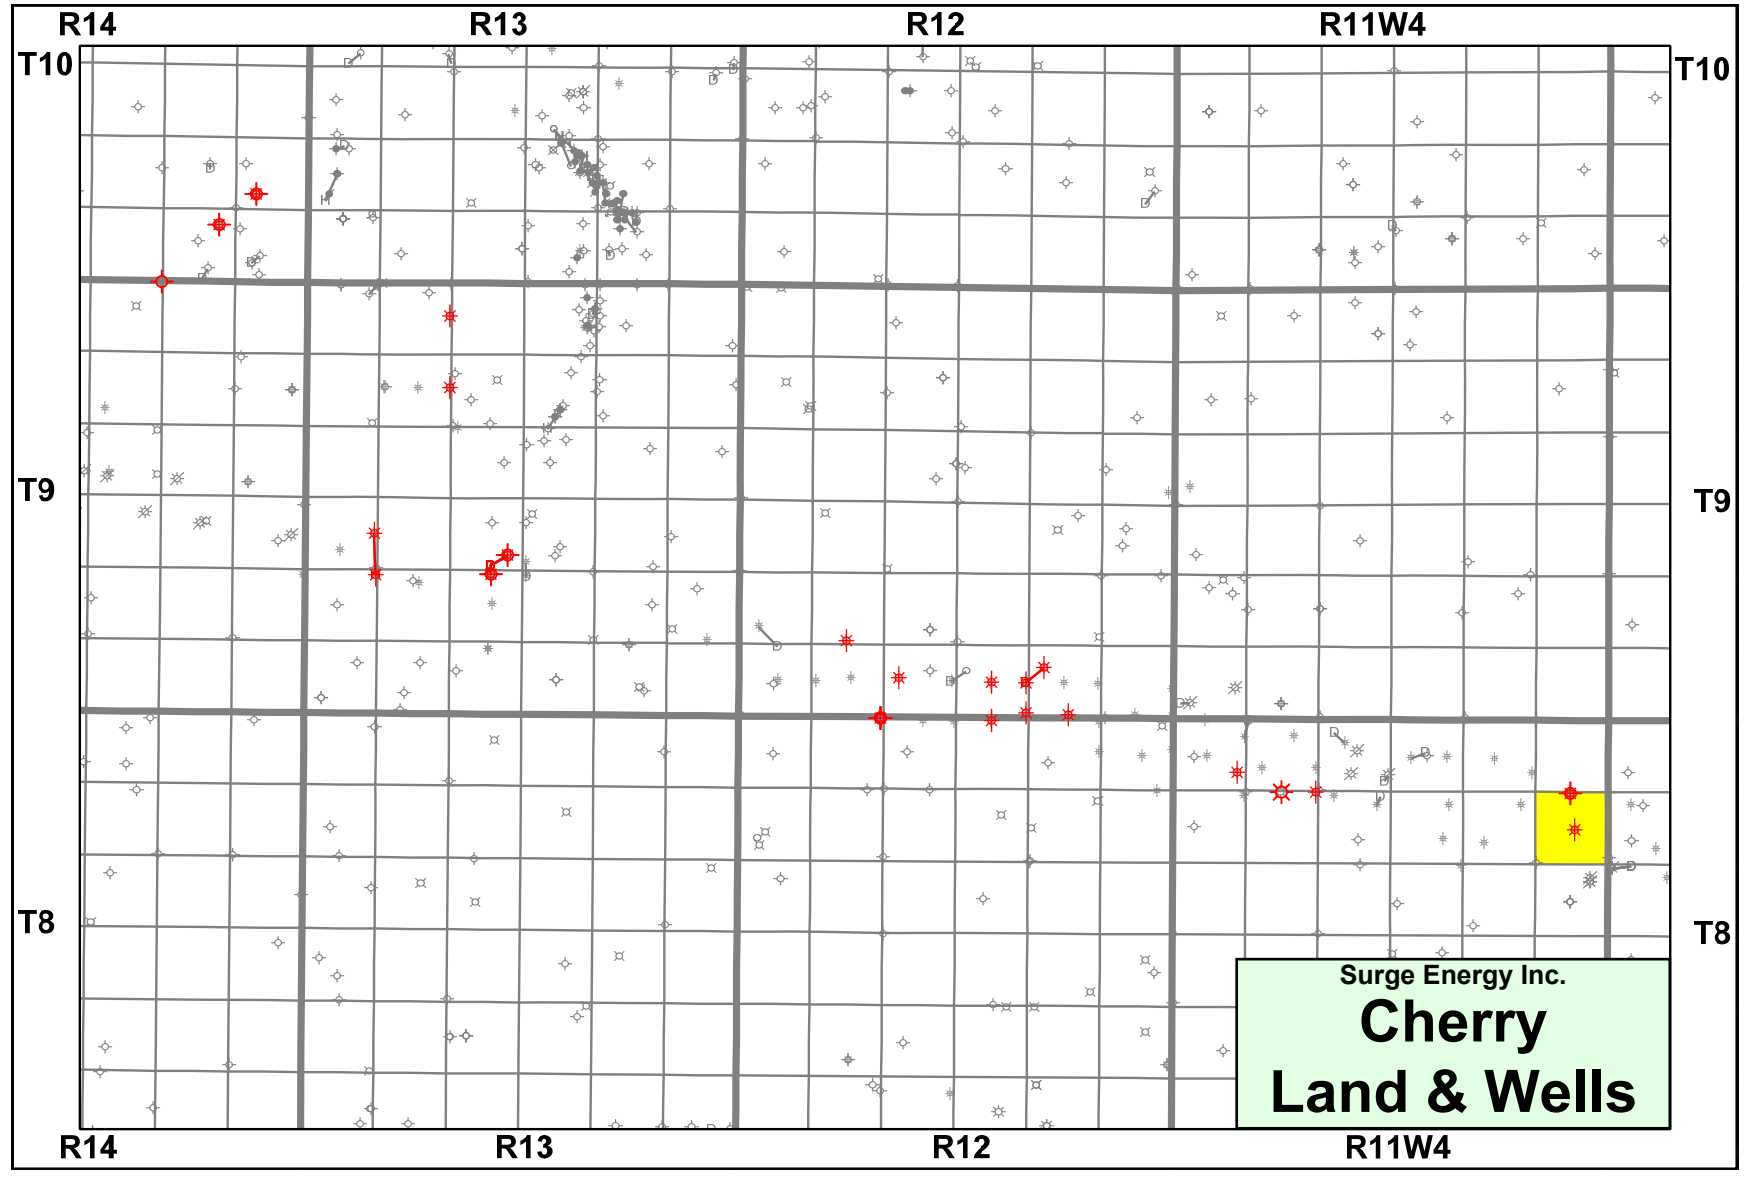 R14 R13 R12 R11W4
T10 T10
T9 T9
T8 T8
Surge Energy Inc.
Cherry
Land & Wells
R14 R13 R12 R11W4